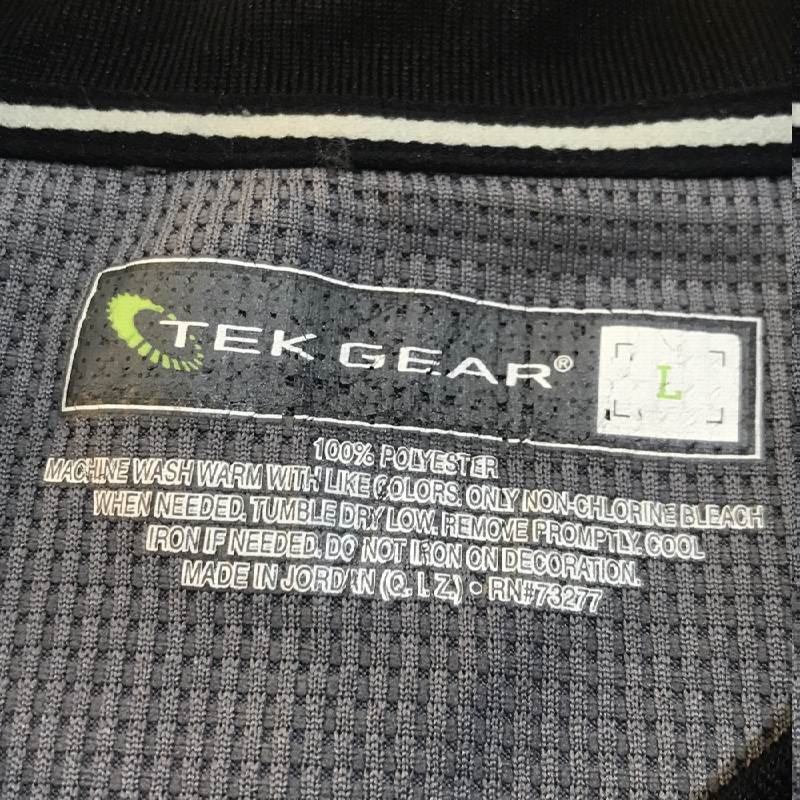 TEK GEAR®
L
100% POLYESTER
MACHINE WASH WARM WITH LIKE COLORS. ONLY NON-CHLORINE BLEACH
WHEN NEEDED. TUMBLE DRY LOW. REMOVE PROMPTLY. COOL
IRON IF NEEDED. DO NOT IRON ON DECORATION.
MADE IN JORDAN (Q. I. Z.) • RN#73277